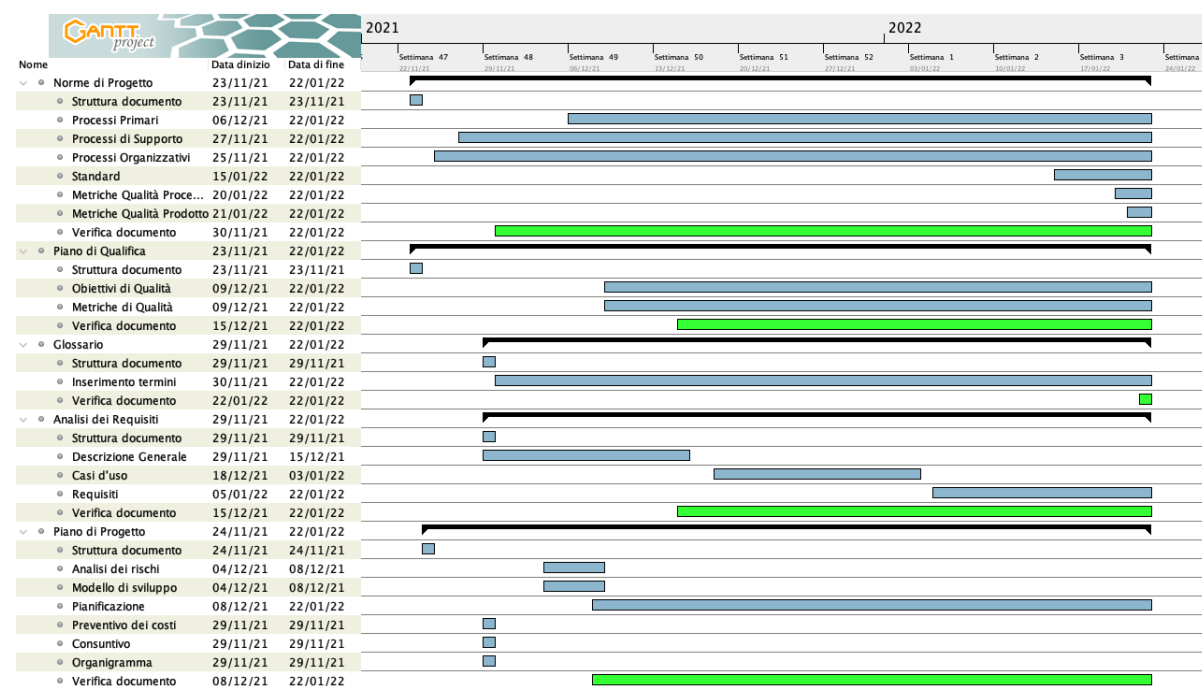 GANTT project
2021 2022
Settimana 47 Settimana 48 Settimana 49 Settimana 50 Settimana 51 Settimana 52 Settimana 1 Settimana 2 Settimana 3 Settimana
22/11/21 29/11/21 06/12/21 13/12/21 20/12/21 27/12/21 03/01/22 10/01/22 17/01/22 24/01/22
Nome Data dinizio Data di fine
Norme di Progetto 23/11/21 22/01/22
Struttura documento 23/11/21 23/11/21
Processi Primari 06/12/21 22/01/22
Processi di Supporto 27/11/21 22/01/22
Processi Organizzativi 25/11/21 22/01/22
Standard 15/01/22 22/01/22
Metriche Qualità Proce... 20/01/22 22/01/22
Metriche Qualità Prodotto 21/01/22 22/01/22
Verifica documento 30/11/21 22/01/22
Piano di Qualifica 23/11/21 22/01/22
Struttura documento 23/11/21 23/11/21
Obiettivi di Qualità 09/12/21 22/01/22
Metriche di Qualità 09/12/21 22/01/22
Verifica documento 15/12/21 22/01/22
Glossario 29/11/21 22/01/22
Struttura documento 29/11/21 29/11/21
Inserimento termini 30/11/21 22/01/22
Verifica documento 22/01/22 22/01/22
Analisi dei Requisiti 29/11/21 22/01/22
Struttura documento 29/11/21 29/11/21
Descrizione Generale 29/11/21 15/12/21
Casi d'uso 18/12/21 03/01/22
Requisiti 05/01/22 22/01/22
Verifica documento 15/12/21 22/01/22
Piano di Progetto 24/11/21 22/01/22
Struttura documento 24/11/21 24/11/21
Analisi dei rischi 04/12/21 08/12/21
Modello di sviluppo 04/12/21 08/12/21
Pianificazione 08/12/21 22/01/22
Preventivo dei costi 29/11/21 29/11/21
Consuntivo 29/11/21 29/11/21
Organigramma 29/11/21 29/11/21
Verifica documento 08/12/21 22/01/22